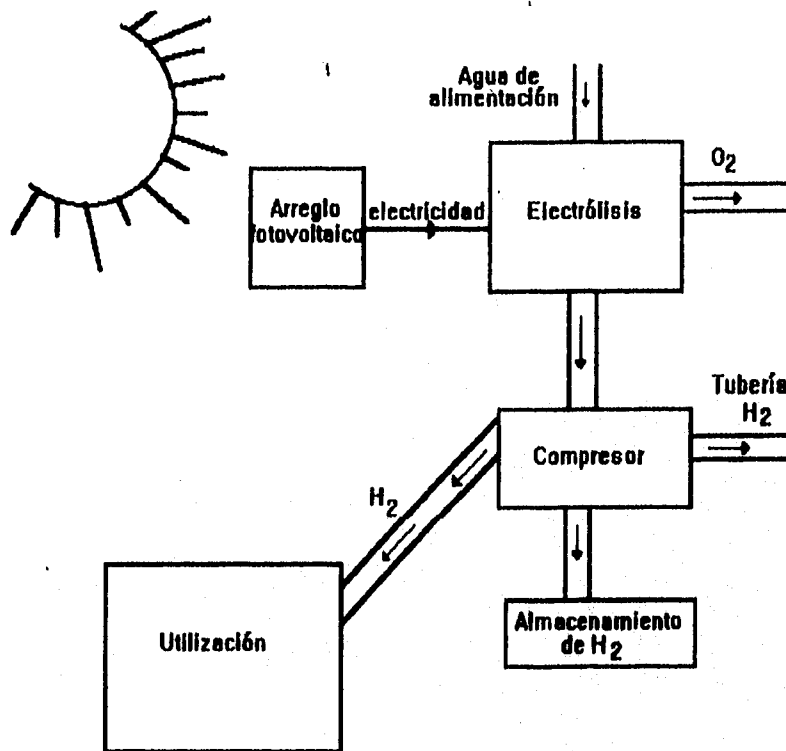 Agua de
alimentación
O2
Arreglo
fotovoltaico
electricidad
Electrólisis
Tubería
H2
Compresor
H2
Utilización
Almacenamiento
de H2